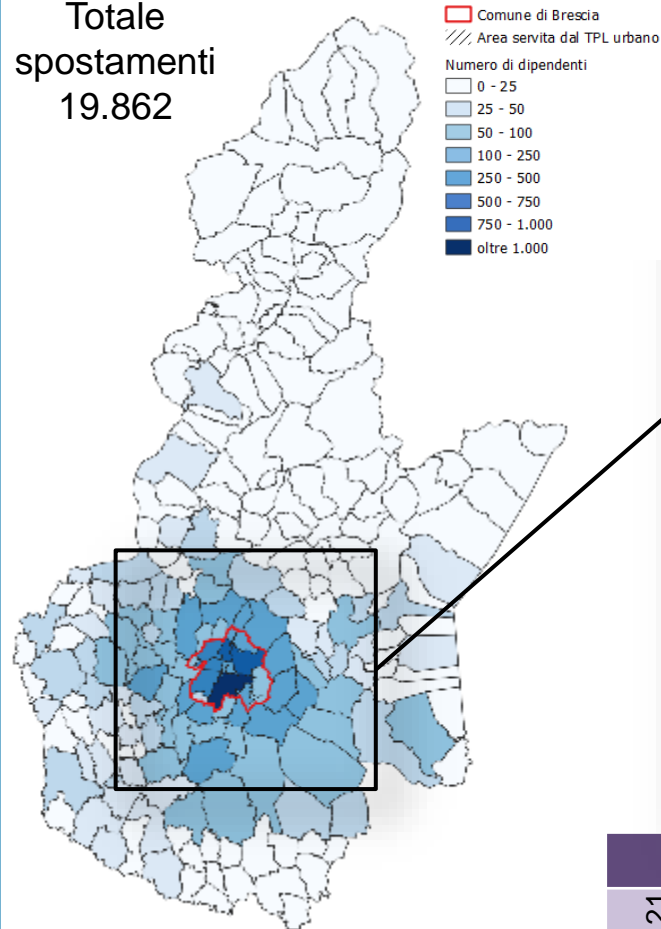 Totale
spostamenti
19.862
Comune di Brescia
Area servita dal TPL urbano
Numero di dipendenti
0 - 25
25 - 50
50 - 100
100 - 250
250 - 500
500 - 750
750 - 1.000
oltre 1.000
21